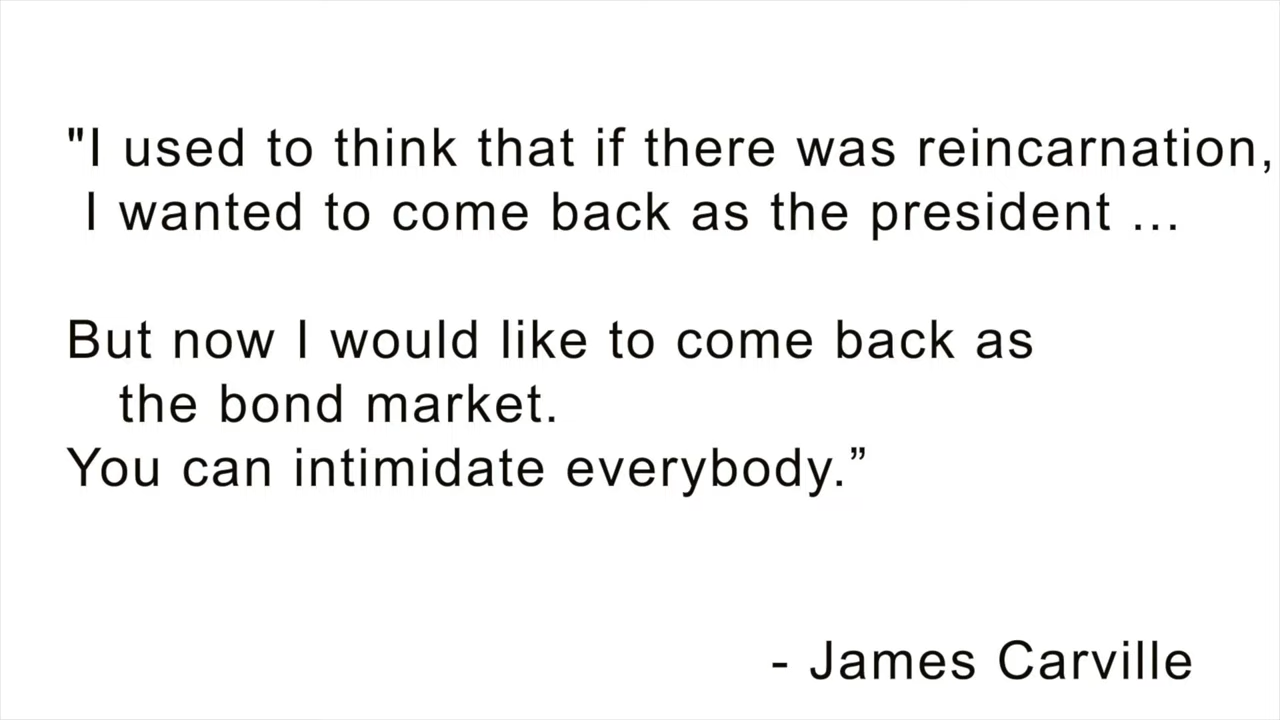 "I used to think that if there was reincarnation,
I wanted to come back as the president ...
But now I would like to come back as
the bond market.
You can intimidate everybody.”
- James Carville